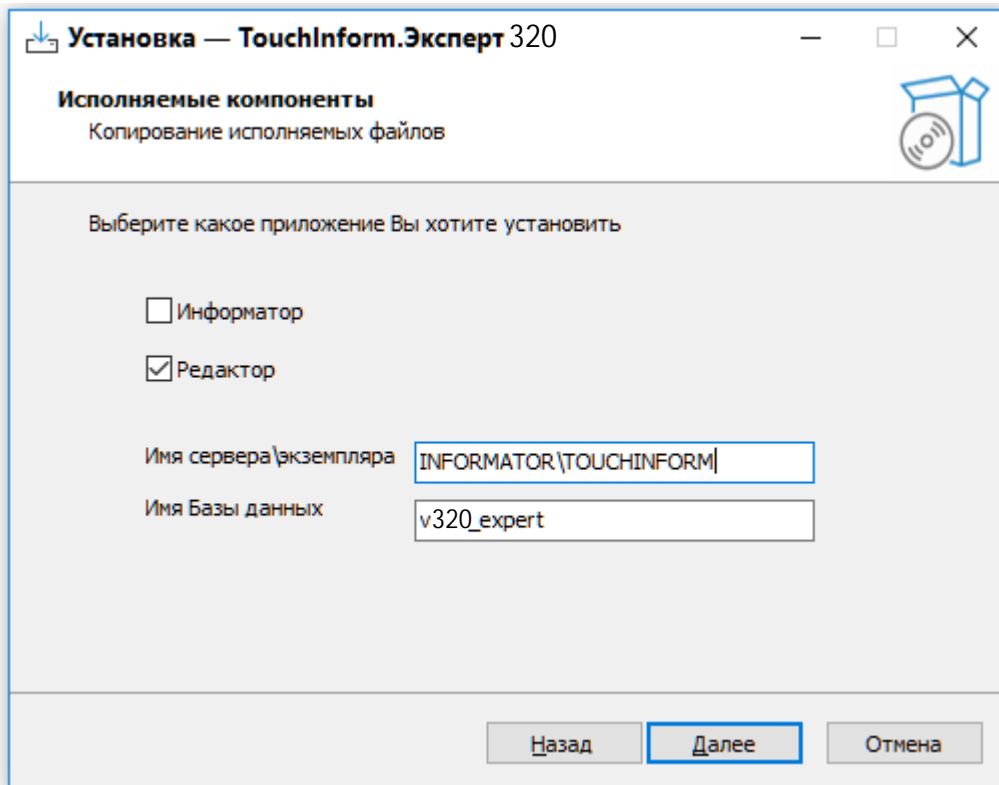 Установка — TouchInform.Эксперт 320
Исполняемые компоненты
Копирование исполняемых файлов
Выберите какое приложение Вы хотите установить
Информатор
Редактор
Имя сервера\экземпляра INFORMATOR\TOUCHINFORM
Имя Базы данных v320_expert
Назад Далее Отмена